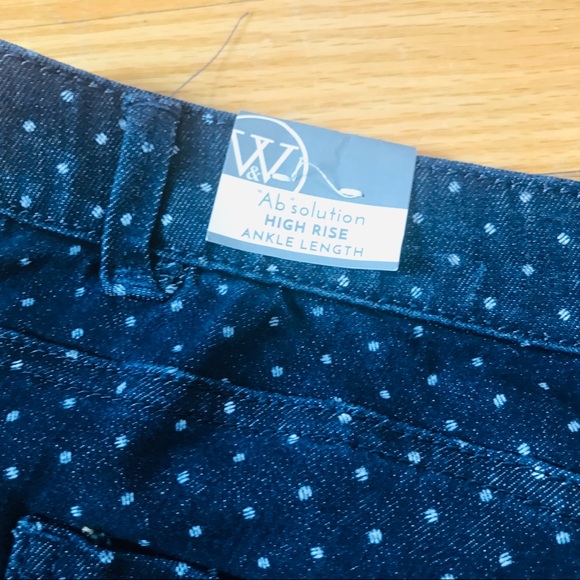 W&
"Ab"solution
HIGH RISE
ANKLE LENGTH